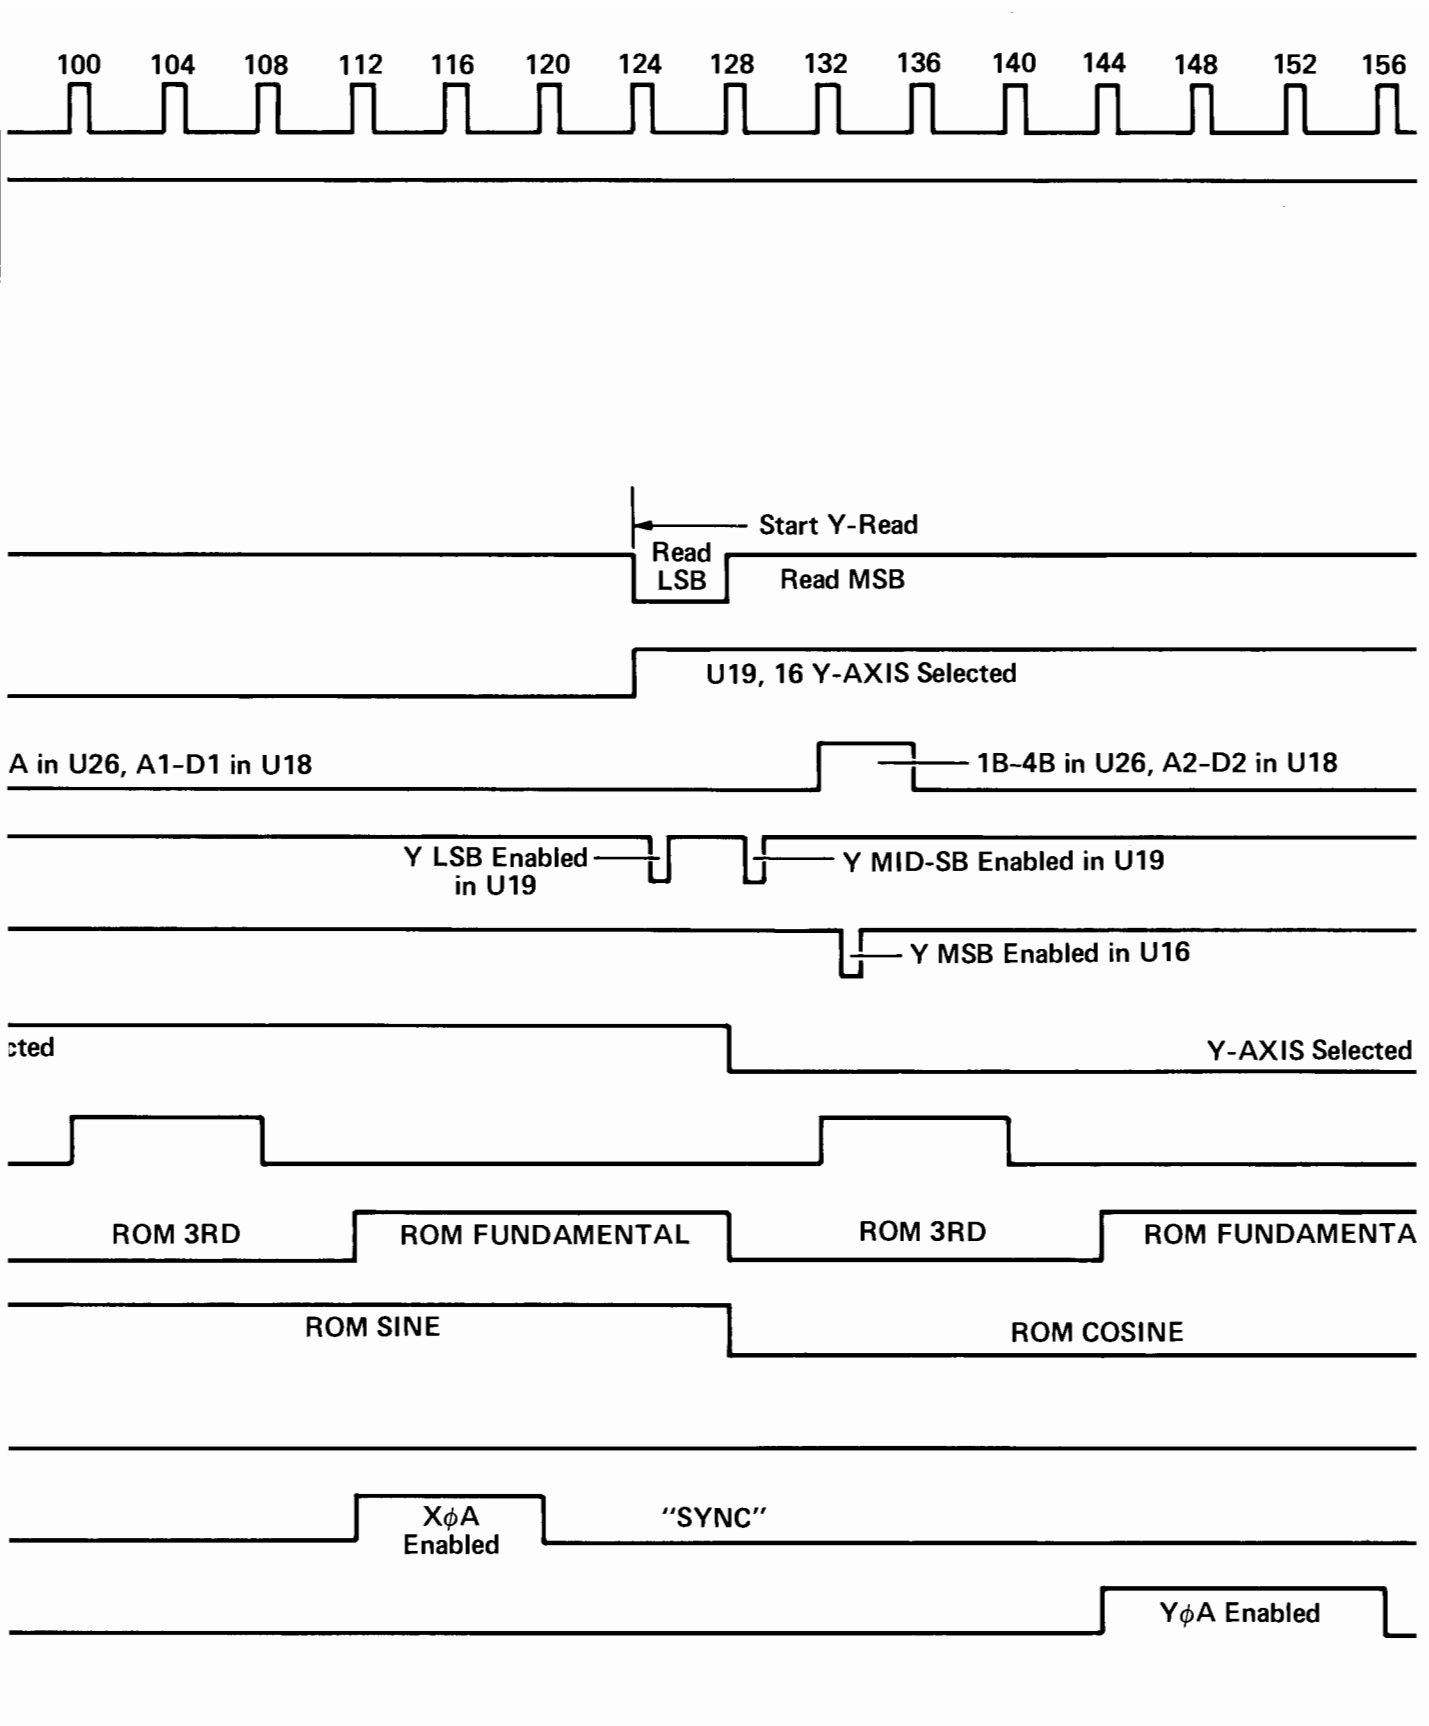 100 104 108 112 116 120 124 128 132 136 140 144 148 152 156
Start Y-Read
Read
LSB
Read MSB
U19, 16 Y-AXIS Selected
A in U26, A1-D1 in U18
1B-4B in U26, A2-D2 in U18
Y LSB Enabled
in U19
Y MID-SB Enabled in U19
Y MSB Enabled in U16
cted
Y-AXIS Selected
ROM 3RD
ROM FUNDAMENTAL
ROM 3RD
ROM FUNDAMENTA
ROM SINE
ROM COSINE
XϕA
Enabled
"SYNC"
YϕA Enabled